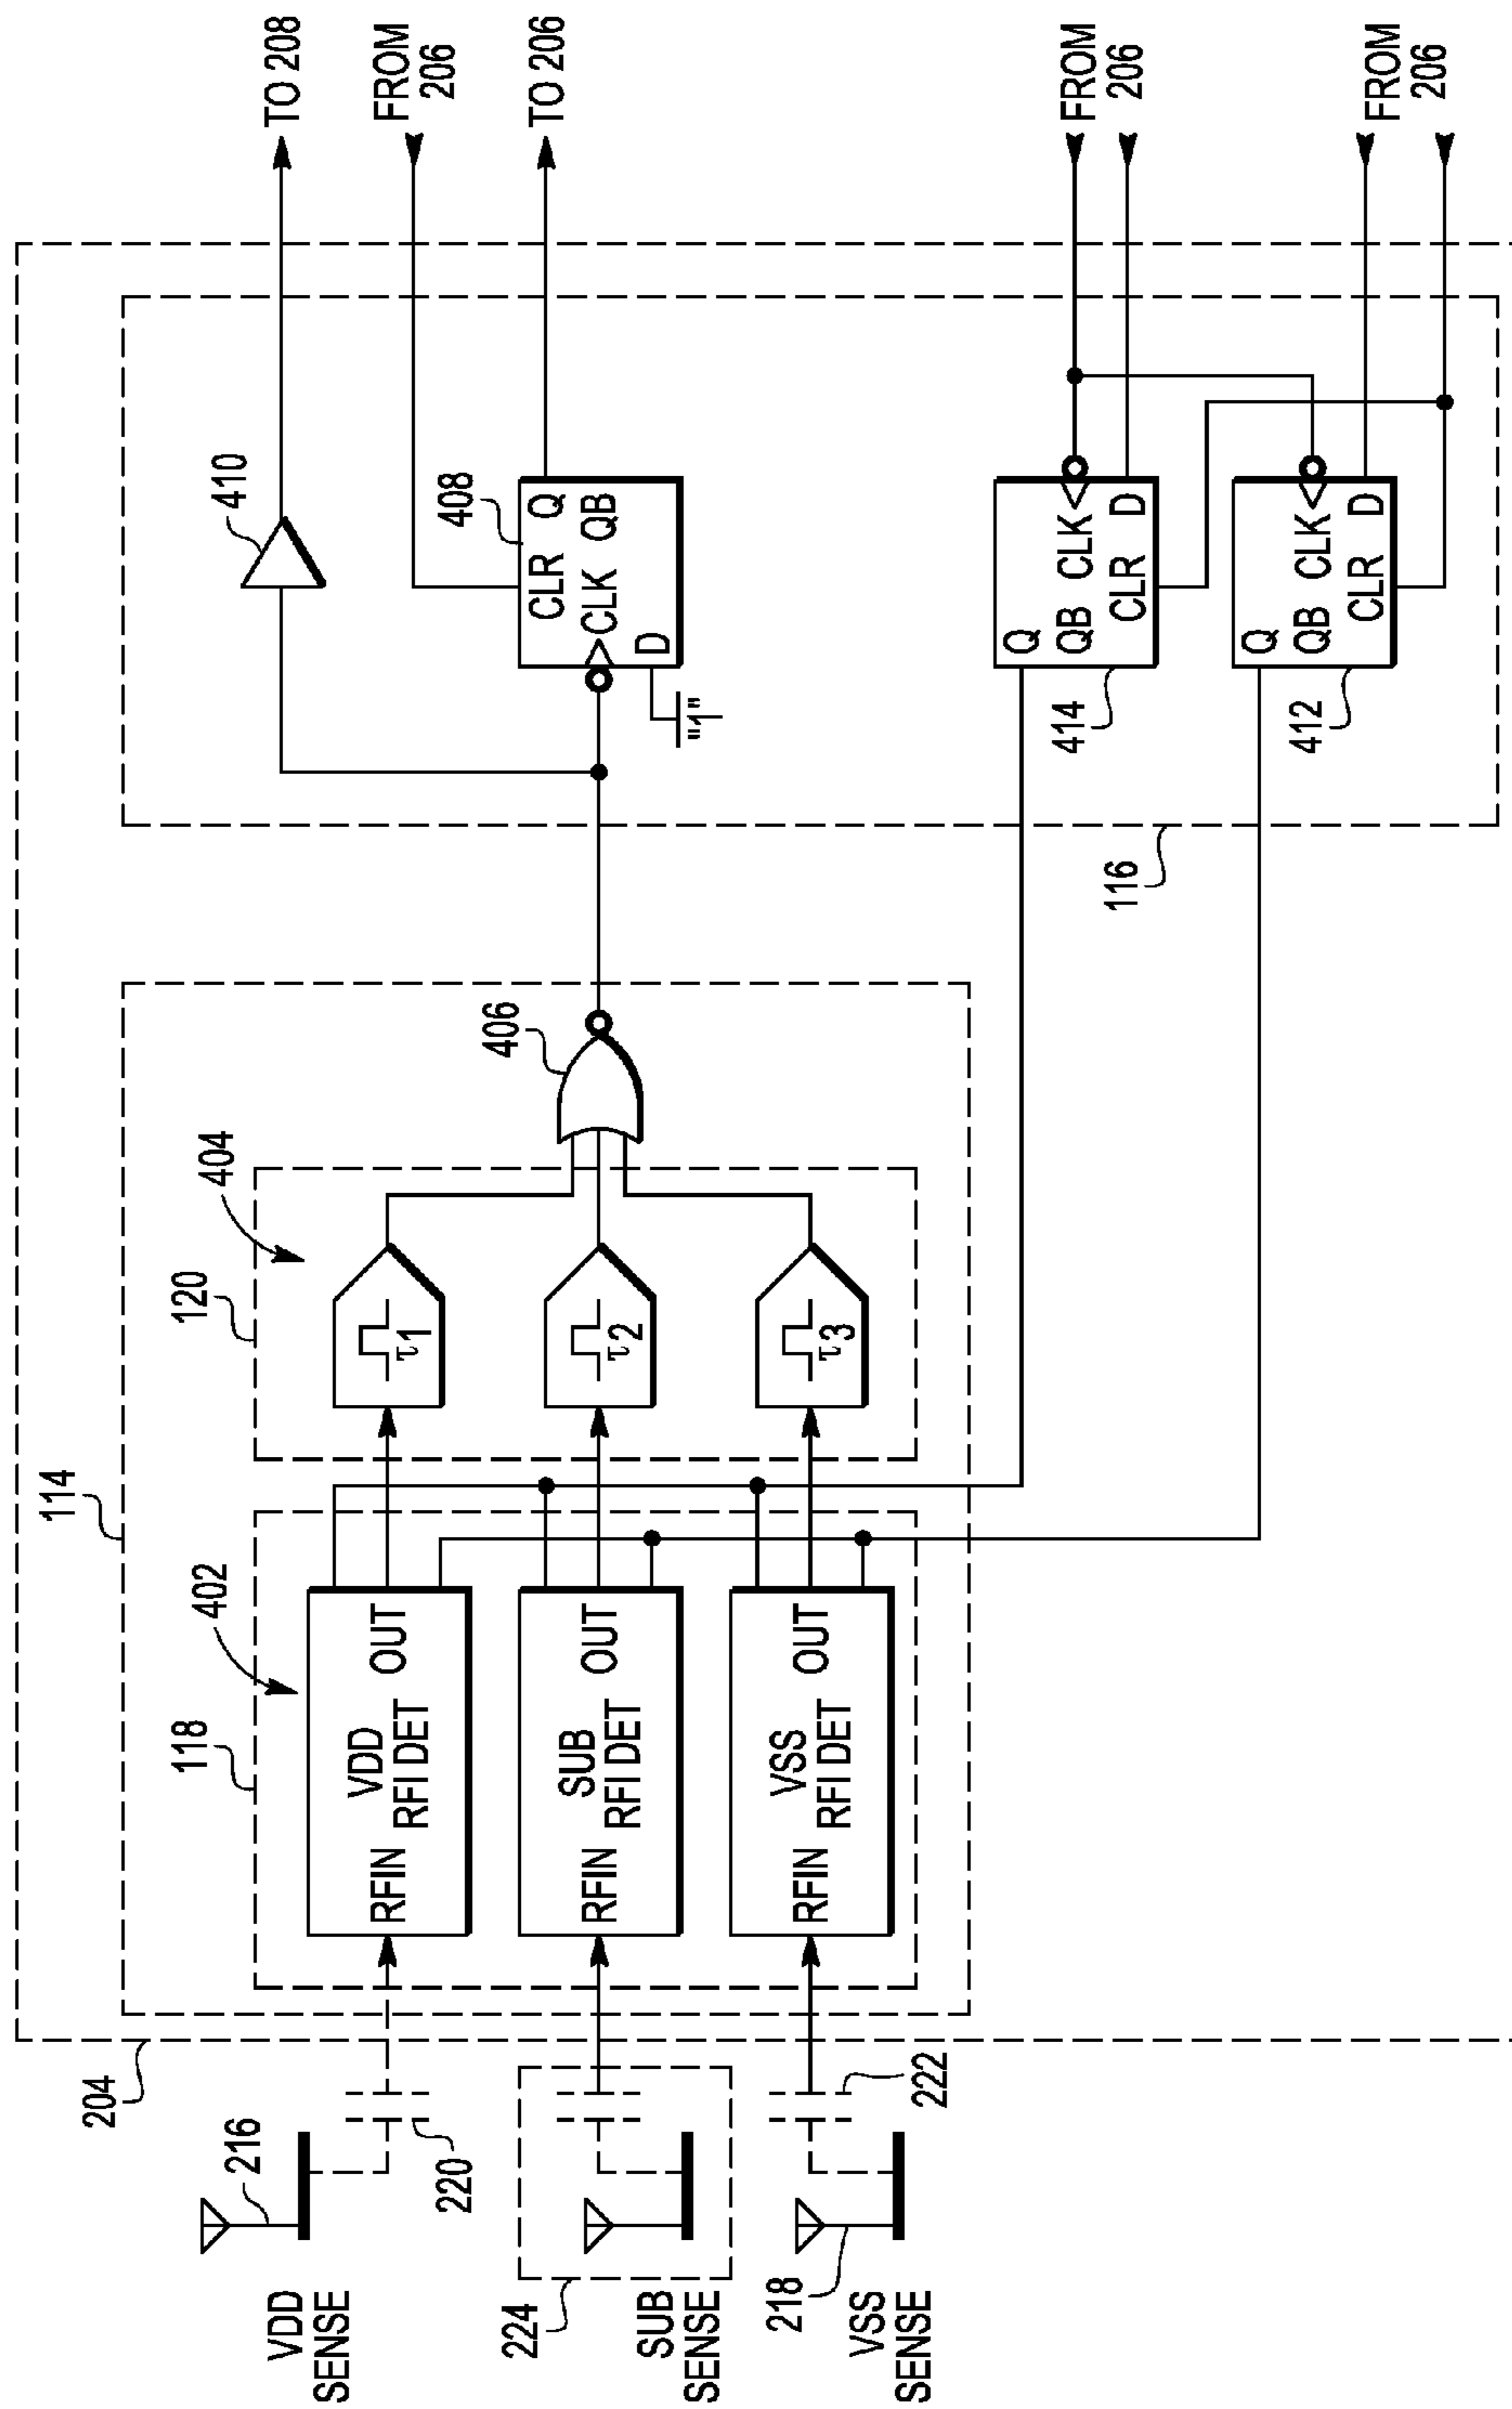 204
114
118
402
120
404
406
116
410
408
TO 208
FROM
206
TO 206
FROM
206
FROM
206
VDD
SENSE
216
220
RFIN
VDD
RFI DET
OUT
τ1
CLR
Q
CLK
QB
D
"1"
224
SUB
SENSE
RFIN
SUB
RFI DET
OUT
τ2
218
VSS
SENSE
222
RFIN
VSS
RFI DET
OUT
τ3
414
Q
QB
CLK
CLR
D
412
Q
QB
CLK
CLR
D